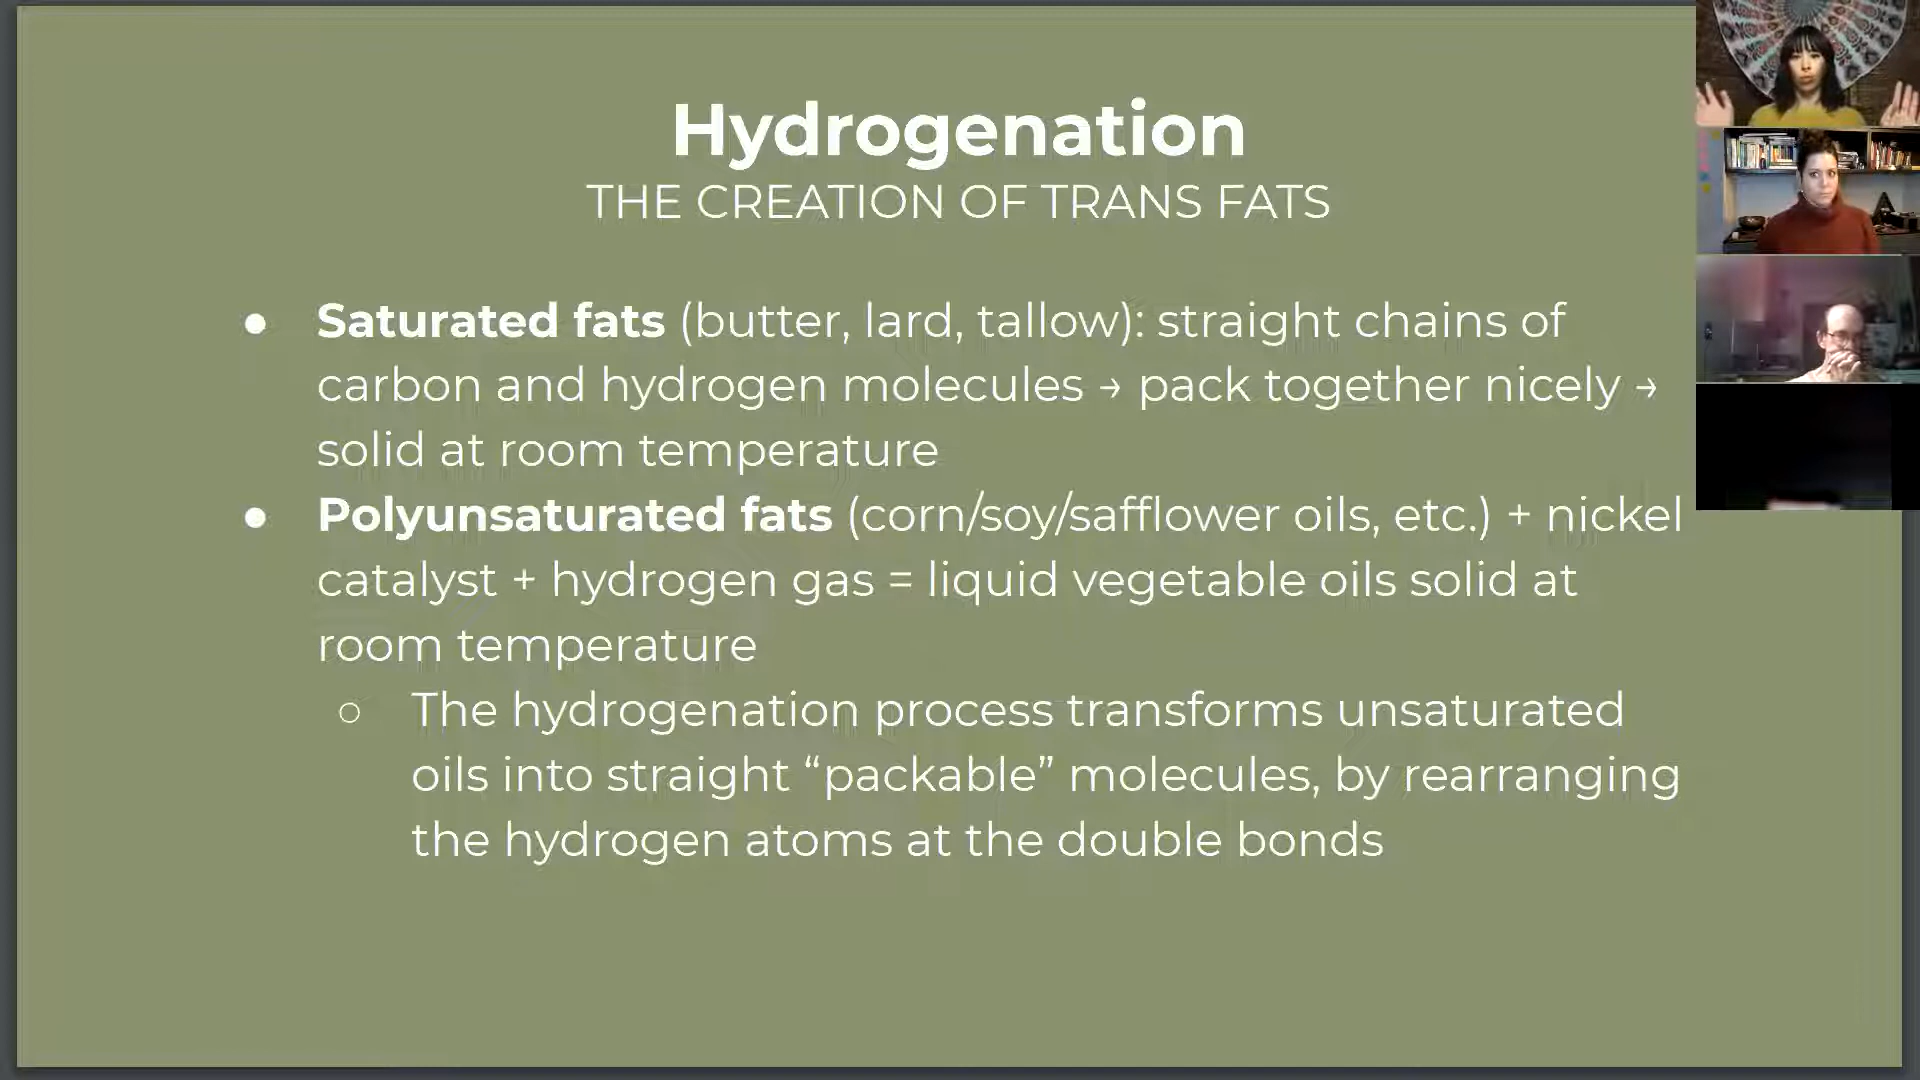 Hydrogenation
THE CREATION OF TRANS FATS
● Saturated fats (butter, lard, tallow): straight chains of
carbon and hydrogen molecules → pack together nicely →
solid at room temperature
● Polyunsaturated fats (corn/soy/safflower oils, etc.) + nickel
catalyst + hydrogen gas = liquid vegetable oils solid at
room temperature
○ The hydrogenation process transforms unsaturated
oils into straight “packable” molecules, by rearranging
the hydrogen atoms at the double bonds